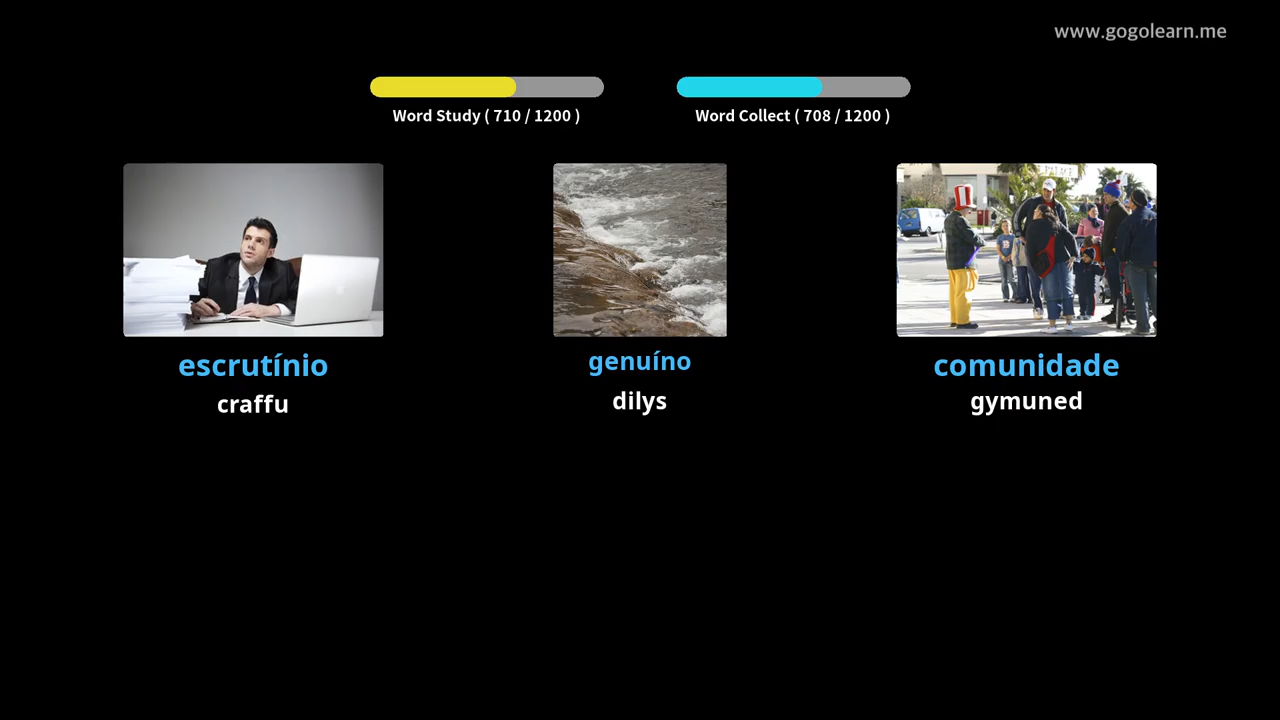 www.gogolearn.me
Word Study ( 710 / 1200 )
Word Collect ( 708 / 1200 )
escrutínio
craffu
genuíno
dilys
comunidade
gymuned